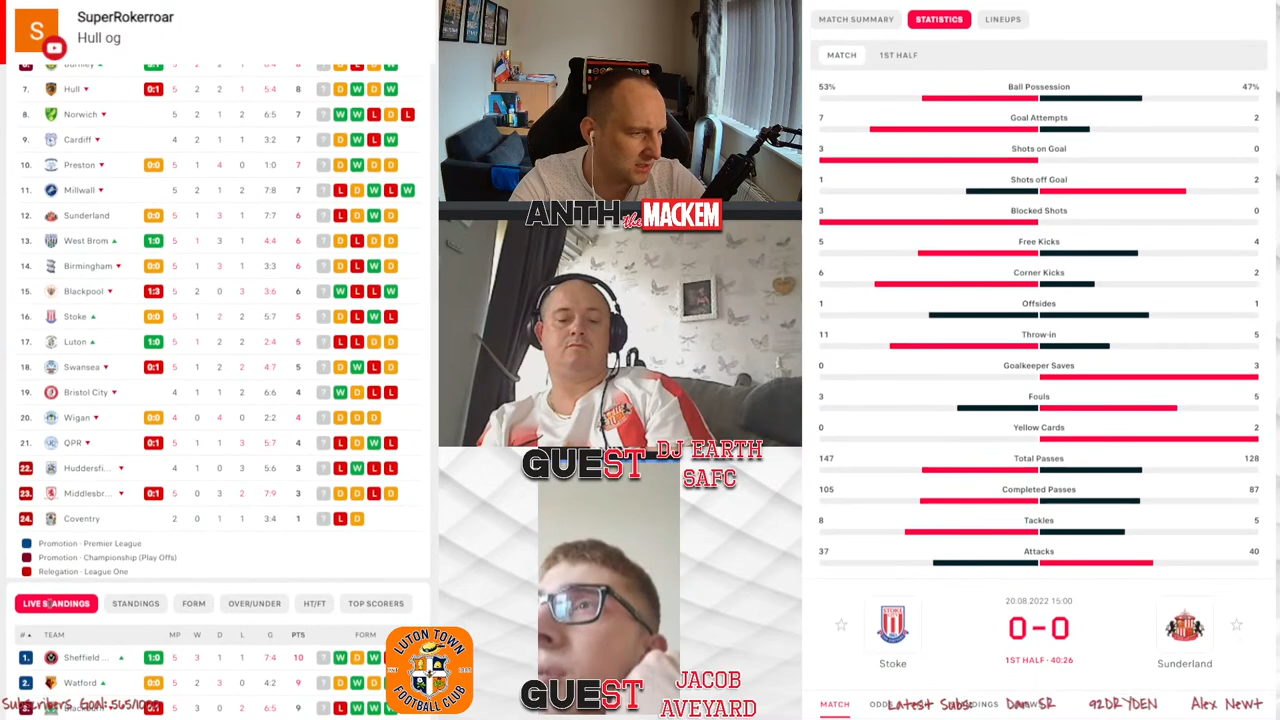 S
SuperRokerroar
Hull og
Burnley
7. Hull 0:1 5 2 2 1 5:4 8 ? D W D W
8. Norwich 5 2 1 2 6:5 7 ? W W L D L
9. Cardiff 4 2 1 1 3:2 7 ? D W L W
10. Preston 0:0 5 1 4 0 1:0 7 ? D W D D
11. Millwall 5 2 1 2 7:8 7 ? L D W L W
12. Sunderland 0:0 5 1 3 1 7:7 6 ? L D W D
13. West Brom 1:0 5 1 3 1 4:4 6 ? D L D D
14. Birmingham 0:0 5 1 3 1 3:3 6 ? D L W D
15. Blackpool 1:3 5 2 0 3 3:6 6 ? W L L W
16. Stoke 0:0 5 1 2 2 5:7 5 ? D L W L
17. Luton 1:0 5 1 2 2 2:4 5 ? L L D D
18. Swansea 0:1 5 1 2 2 4:7 5 ? D W L D
19. Bristol City 4 1 1 2 6:6 4 ? W D L L
20. Wigan 0:0 4 0 4 0 2:2 4 ? D D D
21. QPR 0:1 5 1 1 3 5:7 4 ? L D W L
22. Huddersfi... 4 1 0 3 5:6 3 ? L W L L
23. Middlesbr... 0:1 5 0 3 2 7:9 3 ? D D L D
24. Coventry 2 0 1 1 3:4 1 ? L D
Promotion - Premier League
Promotion - Championship (Play Offs)
Relegation - League One
LIVE STANDINGS STANDINGS FORM OVER/UNDER HT/FT TOP SCORERS
# TEAM MP W D L G PTS FORM
1. Sheffield ... 1:0 5 3 1 1 7:4 10 ? W D W
2. Watford 0:0 5 2 3 0 4:2 9 ? D W D
5 3 0 2 6:5 9
Subscribers Goal:
LUTON TOWN
EST 1885
FOOTBALL CLUB
ANTH the MACKEM
GUEST DJ EARTH
SAFC
GUEST JACOB
AVEYARD
MATCH SUMMARY STATISTICS LINEUPS
MATCH 1ST HALF
53% Ball Possession 47%
7 Goal Attempts 2
3 Shots on Goal 0
1 Shots off Goal 2
3 Blocked Shots 0
5 Free Kicks 4
6 Corner Kicks 2
1 Offsides 1
11 Throw-in 5
0 Goalkeeper Saves 3
3 Fouls 5
0 Yellow Cards 2
147 Total Passes 128
105 Completed Passes 87
8 Tackles 5
37 Attacks 40
20.08.2022 15:00
STOKE
CITY
0 - 0
1ST HALF - 40:26
Stoke Sunderland
MATCH
Latest Subs: Dam SR 92DRYDEN Alex Newt